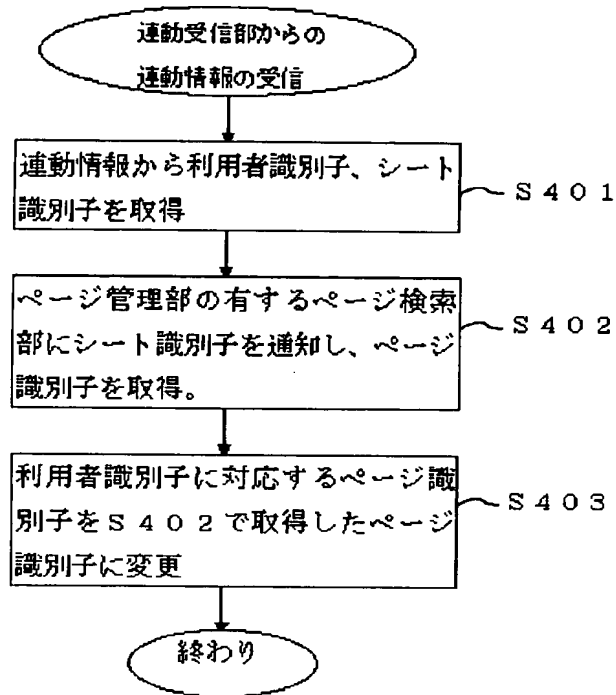 連動受信部からの
連動情報の受信
連動情報から利用者識別子、シート
識別子を取得
S401
ページ管理部の有するページ検索
部にシート識別子を通知し、ページ
識別子を取得。
S402
利用者識別子に対応するページ識
別子をS402で取得したページ
識別子に変更
S403
終わり